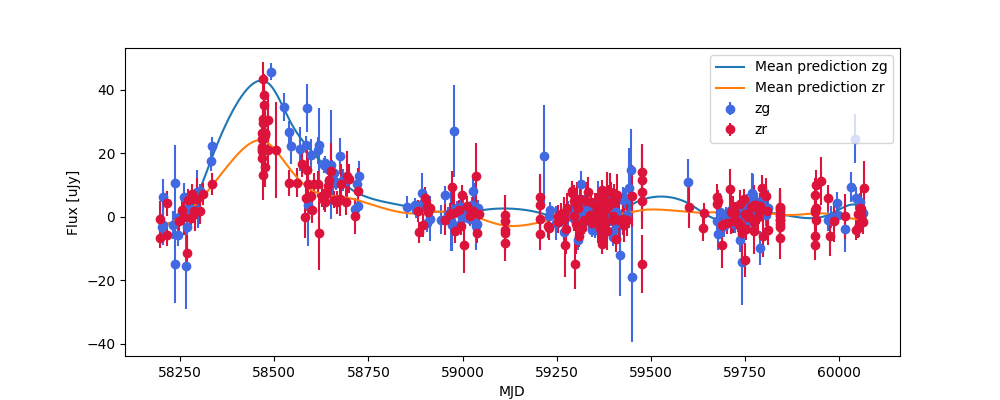 Mean prediction zg
Mean prediction zr
zg
zr
Flux [uJy]
40
20
0
−20
−40
58250
58500
58750
59000
59250
59500
59750
60000
MJD